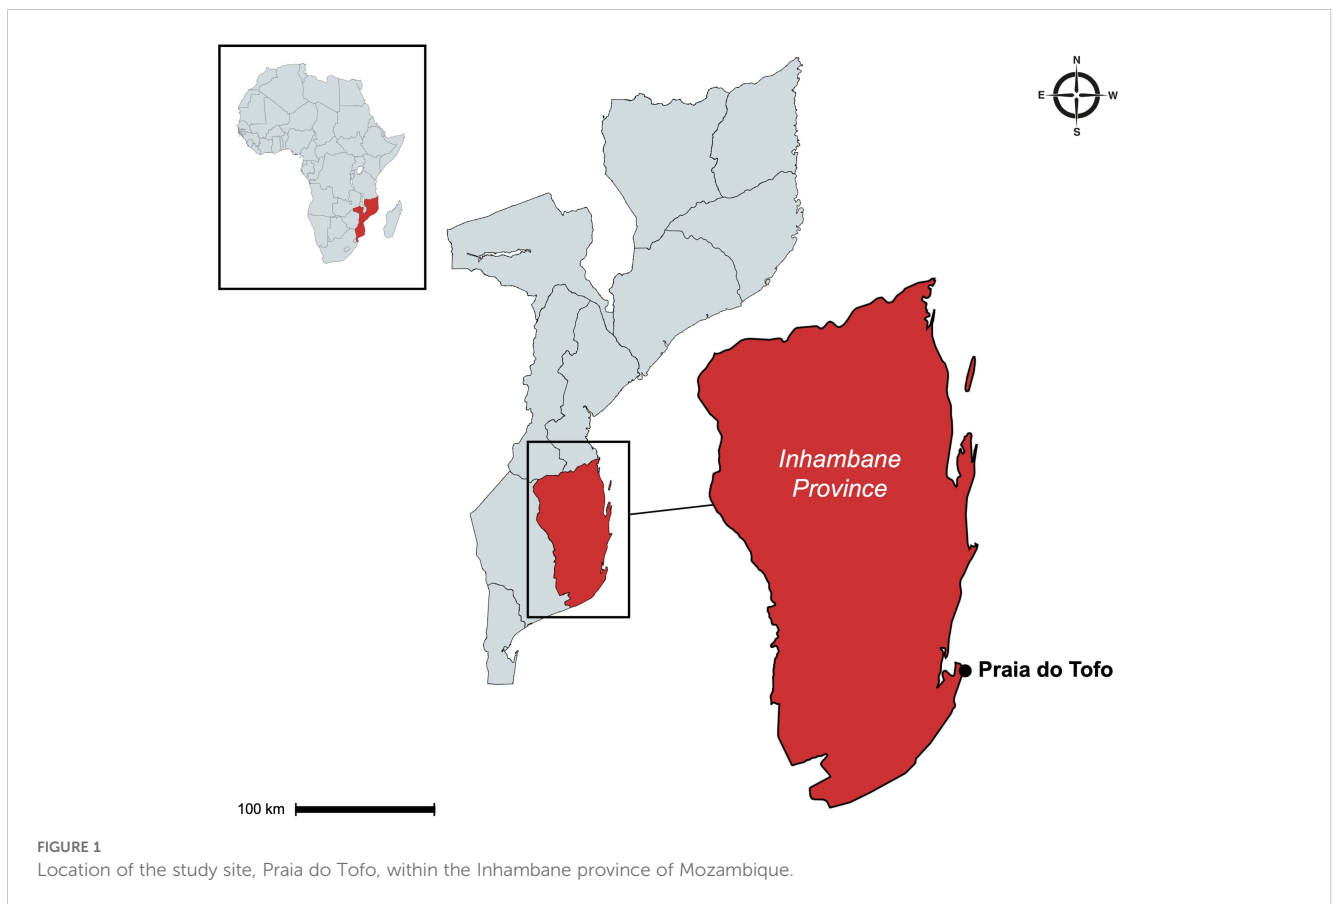 N
E W
S
Inhambane
Province
Praia do Tofo
100 km
FIGURE 1
Location of the study site, Praia do Tofo, within the Inhambane province of Mozambique.